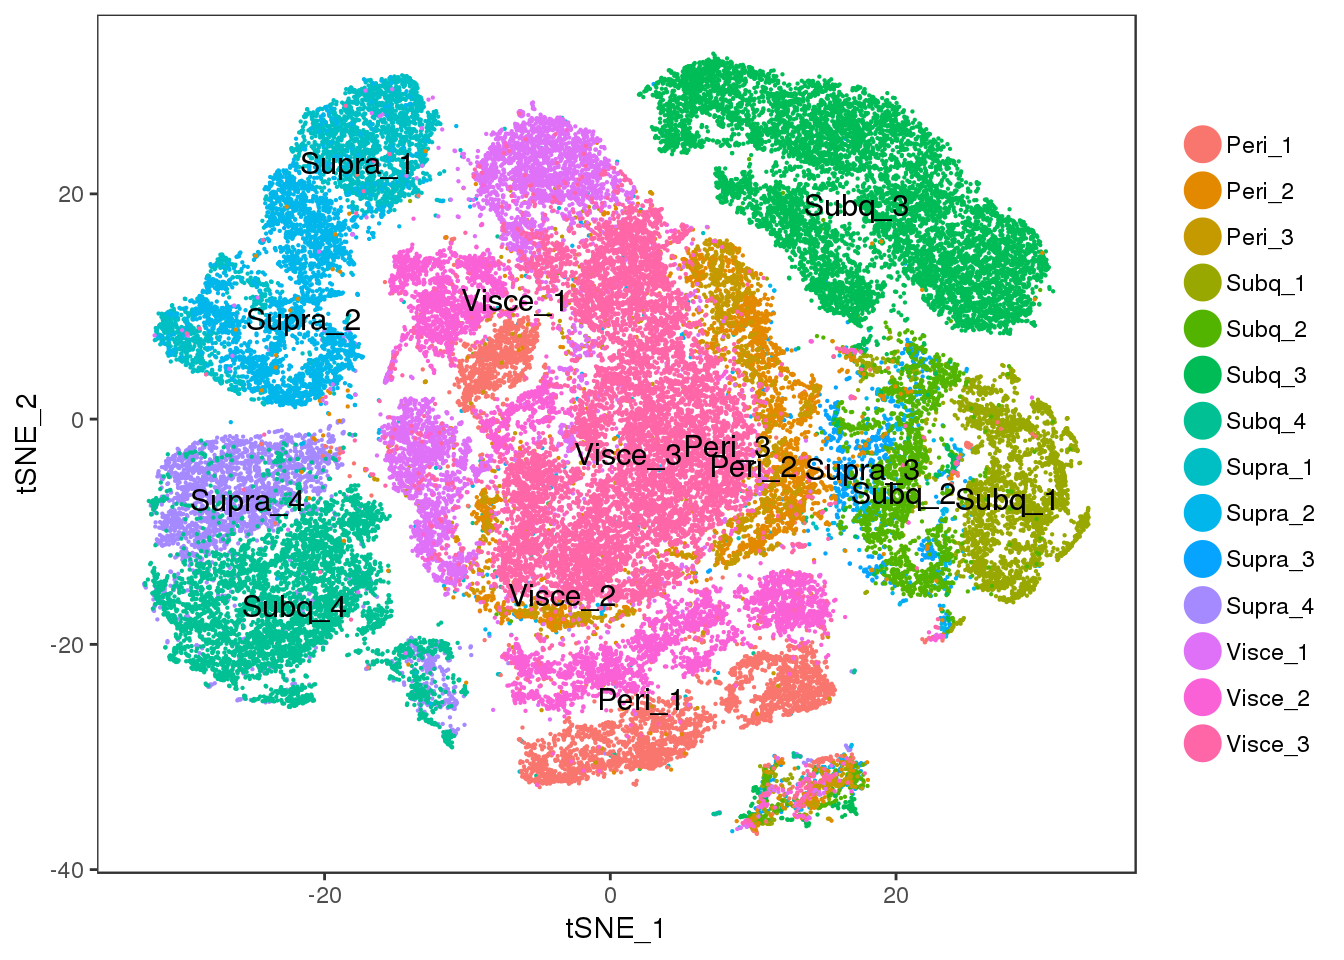 Supra_1
Subq_3
Visce_1
Supra_2
Visce_3
Peri_3
Peri_2
Supra_3
Subq_2
Subq_1
Supra_4
Visce_2
Subq_4
Peri_1
20
0
-20
-40
tSNE_2
-20
0
20
tSNE_1
Peri_1
Peri_2
Peri_3
Subq_1
Subq_2
Subq_3
Subq_4
Supra_1
Supra_2
Supra_3
Supra_4
Visce_1
Visce_2
Visce_3